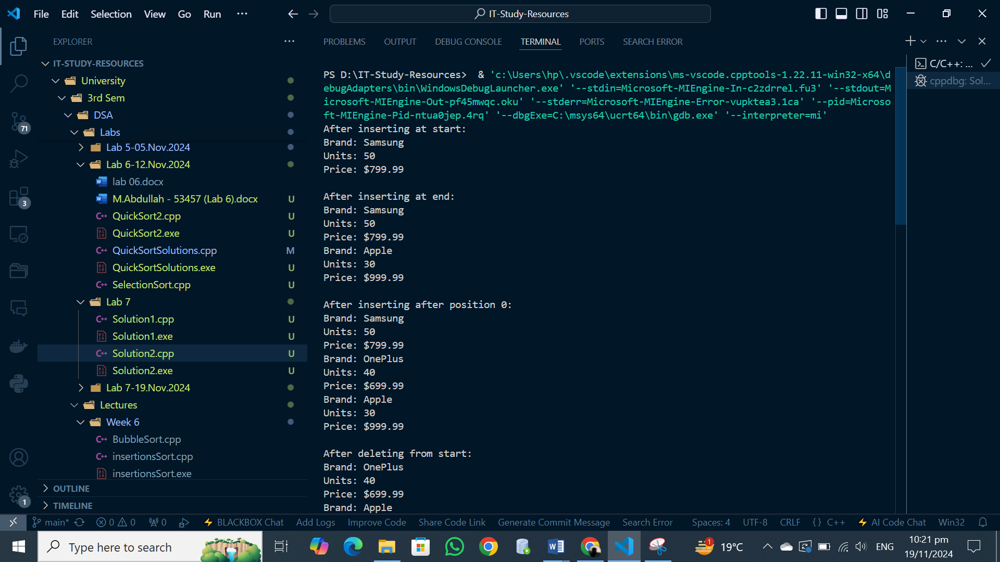 File Edit Selection View Go Run ··· IT-Study-Resources
EXPLORER ···
IT-STUDY-RESOURCES
University
3rd Sem
DSA
Labs
Lab 5-05.Nov.2024
Lab 6-12.Nov.2024
lab 06.docx
M.Abdullah - 53457 (Lab 6).docx U
QuickSort2.cpp U
QuickSort2.exe U
QuickSortSolutions.cpp M
QuickSortSolutions.exe U
SelectionSort.cpp U
Lab 7
Solution1.cpp U
Solution1.exe U
Solution2.cpp U
Solution2.exe U
Lab 7-19.Nov.2024
Lectures
Week 6
BubbleSort.cpp
insertionsSort.cpp
insertionsSort.exe
OUTLINE
TIMELINE
71
3
1
PROBLEMS OUTPUT DEBUG CONSOLE TERMINAL PORTS SEARCH ERROR
PS D:\IT-Study-Resources>  & 'c:\Users\hp\.vscode\extensions\ms-vscode.cpptools-1.22.11-win32-x64\d
ebugAdapters\bin\WindowsDebugLauncher.exe' '--stdin=Microsoft-MIEngine-In-c2zdrrel.fu3' '--stdout=M
icrosoft-MIEngine-Out-pf45mwqc.oku' '--stderr=Microsoft-MIEngine-Error-vupktea3.1ca' '--pid=Microso
ft-MIEngine-Pid-ntua0jep.4rq' '--dbgExe=C:\msys64\ucrt64\bin\gdb.exe' '--interpreter=mi'
After inserting at start:
Brand: Samsung
Units: 50
Price: $799.99
After inserting at end:
Brand: Samsung
Units: 50
Price: $799.99
Brand: Apple
Units: 30
Price: $999.99
After inserting after position 0:
Brand: Samsung
Units: 50
Price: $799.99
Brand: OnePlus
Units: 40
Price: $699.99
Brand: Apple
Units: 30
Price: $999.99
After deleting from start:
Brand: OnePlus
Units: 40
Price: $699.99
Brand: Apple
C/C++: ...
cppdbg: Sol...
main* 0 0 0 BLACKBOX Chat Add Logs Improve Code Share Code Link Generate Commit Message Search Error Spaces: 4 UTF-8 CRLF {} C++ AI Code Chat Win32
Type here to search 1 19°C ENG 10:21 pm
19/11/2024